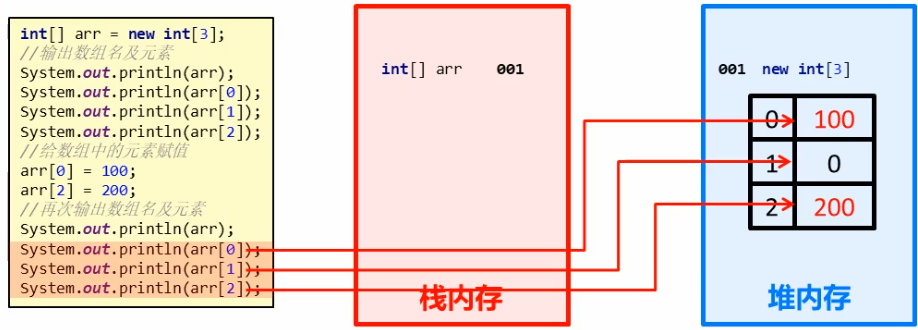 int[] arr = new int[3];
//输出数组名及元素
System.out.println(arr);
System.out.println(arr[0]);
System.out.println(arr[1]);
System.out.println(arr[2]);
//给数组中的元素赋值
arr[0] = 100;
arr[2] = 200;
//再次输出数组名及元素
System.out.println(arr);
System.out.println(arr[0]);
System.out.println(arr[1]);
System.out.println(arr[2]);
int[] arr 001
栈内存
001 new int[3]
0 100
1 0
2 200
堆内存